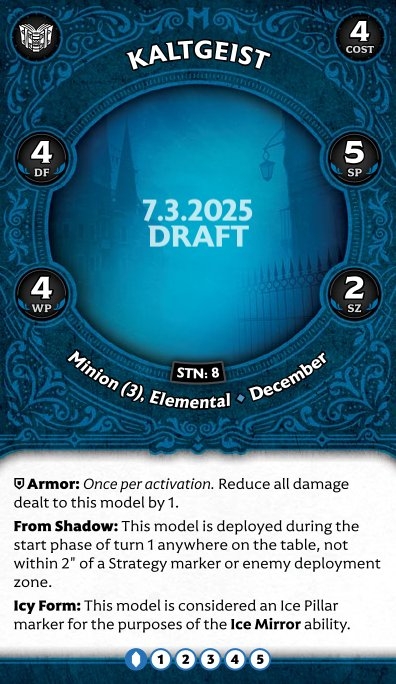 KALTGEIST
4
COST
4
DF
5
SP
7.3.2025
DRAFT
4
WP
2
SZ
STN: 8
Minion (3), Elemental ◆ December
Armor: Once per activation. Reduce all damage
dealt to this model by 1.
From Shadow: This model is deployed during the
start phase of turn 1 anywhere on the table, not
within 2" of a Strategy marker or enemy deployment
zone.
Icy Form: This model is considered an Ice Pillar
marker for the purposes of the Ice Mirror ability.
1 2 3 4 5